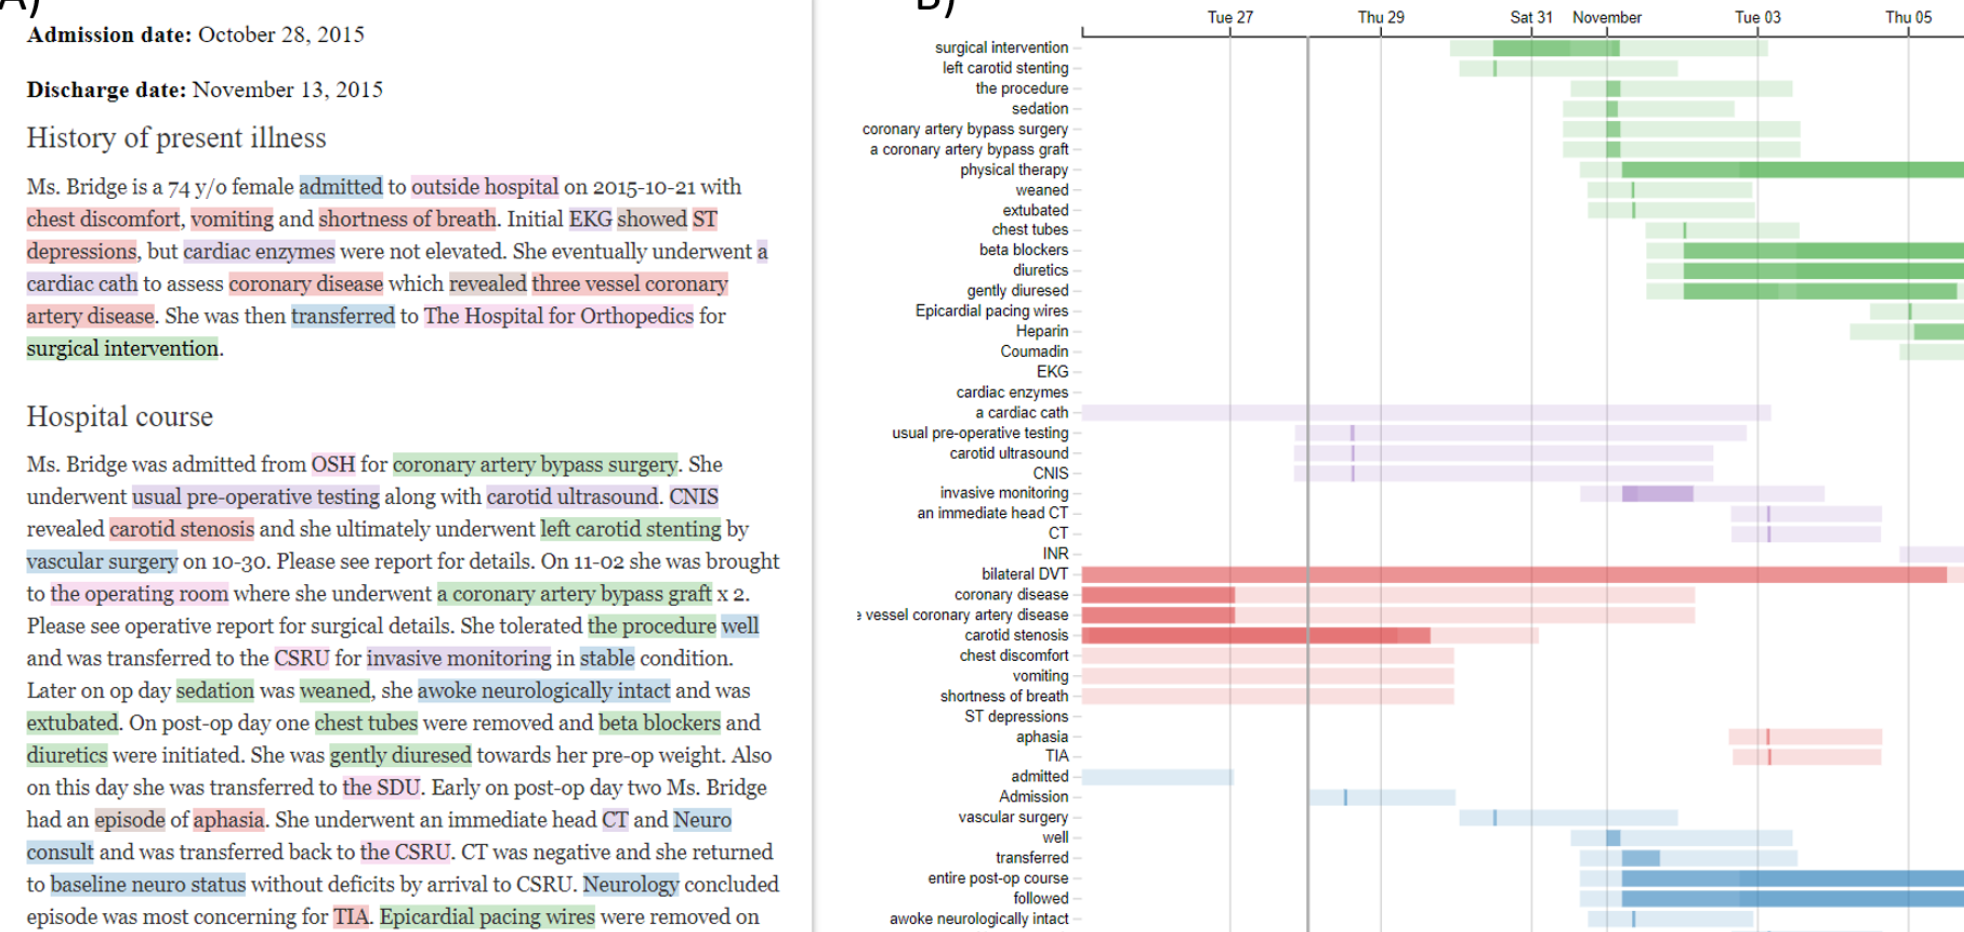 A)
Admission date: October 28, 2015
Discharge date: November 13, 2015
History of present illness
Ms. Bridge is a 74 y/o female admitted to outside hospital on 2015-10-21 with
chest discomfort, vomiting and shortness of breath. Initial EKG showed ST
depressions, but cardiac enzymes were not elevated. She eventually underwent a
cardiac cath to assess coronary disease which revealed three vessel coronary
artery disease. She was then transferred to The Hospital for Orthopedics for
surgical intervention.
Hospital course
Ms. Bridge was admitted from OSH for coronary artery bypass surgery. She
underwent usual pre-operative testing along with carotid ultrasound. CNIS
revealed carotid stenosis and she ultimately underwent left carotid stenting by
vascular surgery on 10-30. Please see report for details. On 11-02 she was brought
to the operating room where she underwent a coronary artery bypass graft x 2.
Please see operative report for surgical details. She tolerated the procedure well
and was transferred to the CSRU for invasive monitoring in stable condition.
Later on op day sedation was weaned, she awoke neurologically intact and was
extubated. On post-op day one chest tubes were removed and beta blockers and
diuretics were initiated. She was gently diuresed towards her pre-op weight. Also
on this day she was transferred to the SDU. Early on post-op day two Ms. Bridge
had an episode of aphasia. She underwent an immediate head CT and Neuro
consult and was transferred back to the CSRU. CT was negative and she returned
to baseline neuro status without deficits by arrival to CSRU. Neurology concluded
episode was most concerning for TIA. Epicardial pacing wires were removed on
B)
Tue 27 Thu 29 Sat 31 November Tue 03 Thu 05
surgical intervention
left carotid stenting
the procedure
sedation
coronary artery bypass surgery
a coronary artery bypass graft
physical therapy
weaned
extubated
chest tubes
beta blockers
diuretics
gently diuresed
Epicardial pacing wires
Heparin
Coumadin
EKG
cardiac enzymes
a cardiac cath
usual pre-operative testing
carotid ultrasound
CNIS
invasive monitoring
an immediate head CT
CT
INR
bilateral DVT
coronary disease
e vessel coronary artery disease
carotid stenosis
chest discomfort
vomiting
shortness of breath
ST depressions
aphasia
TIA
admitted
Admission
vascular surgery
well
transferred
entire post-op course
followed
awoke neurologically intact